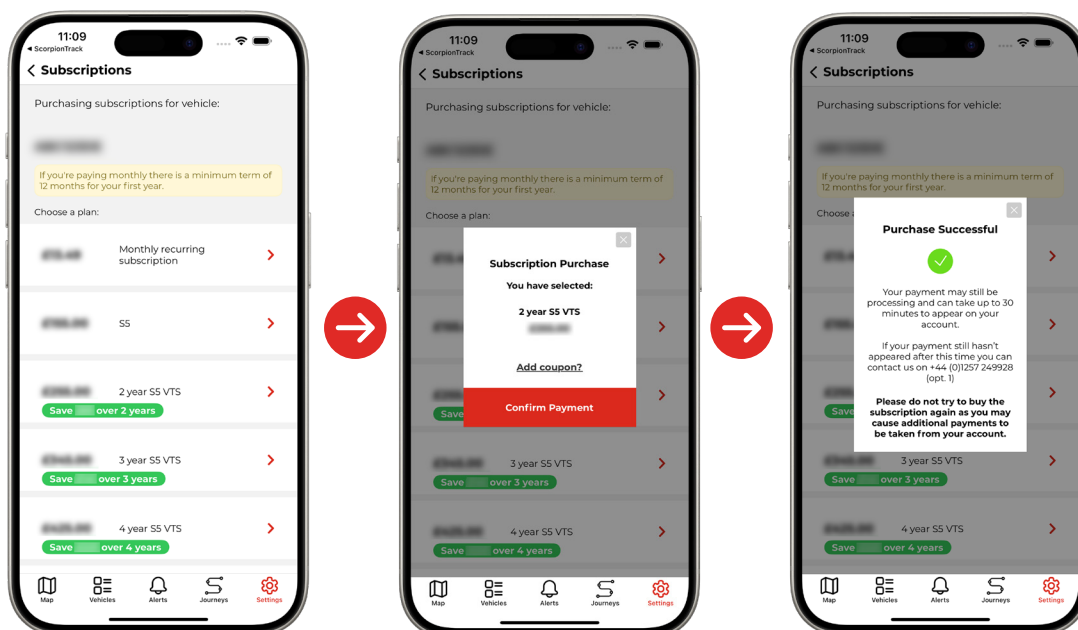 11:09
ScorpionTrack
Subscriptions
Purchasing subscriptions for vehicle:
If you're paying monthly there is a minimum term of
12 months for your first year.
Choose a plan:
Monthly recurring
subscription
S5
2 year S5 VTS
Save over 2 years
3 year S5 VTS
Save over 3 years
4 year S5 VTS
Save over 4 years
Map
Vehicles
Alerts
Journeys
Settings
11:09
ScorpionTrack
Subscriptions
Purchasing subscriptions for vehicle:
If you're paying monthly there is a minimum term of
12 months for your first year.
Choose a plan:
Subscription Purchase
You have selected:
2 year S5 VTS
Add coupon?
Confirm Payment
Save
3 year S5 VTS
Save over 3 years
4 year S5 VTS
Save over 4 years
Map
Vehicles
Alerts
Journeys
Settings
11:09
ScorpionTrack
Subscriptions
Purchasing subscriptions for vehicle:
If you're paying monthly there is a minimum term of
12 months for your first year.
Choose
Purchase Successful
Your payment may still be
processing and can take up to 30
minutes to appear on your
account.
If your payment still hasn't
appeared after this time you can
contact us on +44 (0)1257 249928
(opt. 1)
Please do not try to buy the
subscription again as you may
cause additional payments to
be taken from your account.
Save
3 year S5 VTS
Save over 3 years
4 year S5 VTS
Save over 4 years
Map
Vehicles
Alerts
Journeys
Settings